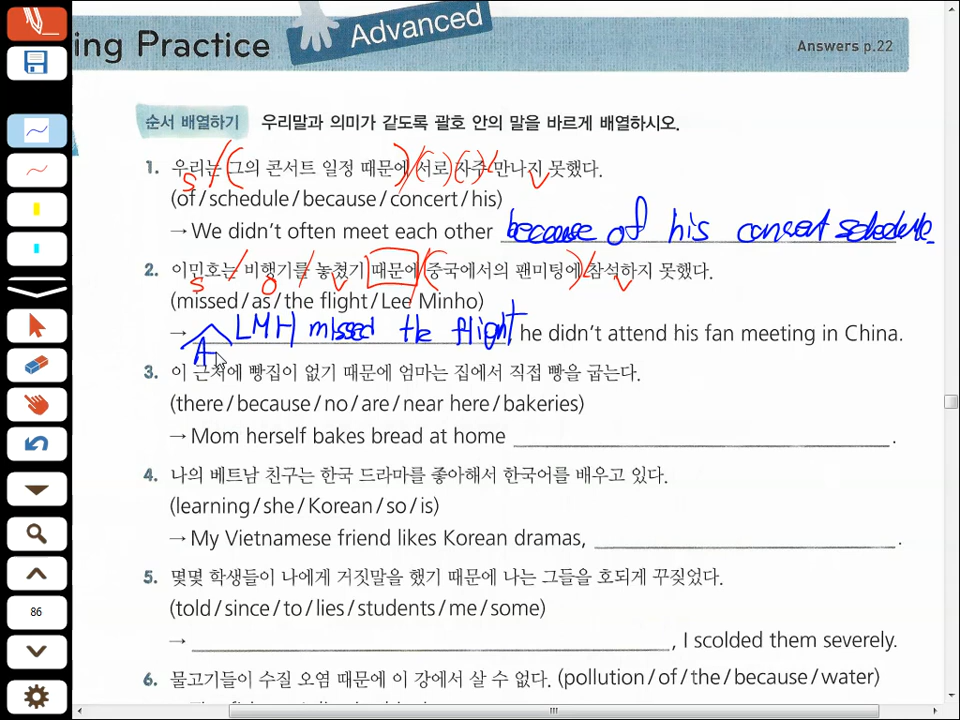 ing Practice
Advanced
Answers p.22
순서 배열하기 우리말과 의미가 같도록 괄호 안의 말을 바르게 배열하시오.
1. 우리는 그의 콘서트 일정 때문에 서로 자주 만나지 못했다.
S V
(of / schedule / because / concert / his)
→ We didn't often meet each other because of his concert schedule.
2. 이민호는 비행기를 놓쳤기 때문에 중국에서의 팬미팅에 참석하지 못했다.
S O V V
(missed / as / the flight / Lee Minho)
→ LMH missed the flight, he didn't attend his fan meeting in China.
A
3. 이 근처에 빵집이 없기 때문에 엄마는 집에서 직접 빵을 굽는다.
(there / because / no / are / near here / bakeries)
→ Mom herself bakes bread at home .
4. 나의 베트남 친구는 한국 드라마를 좋아해서 한국어를 배우고 있다.
(learning / she / Korean / so / is)
→ My Vietnamese friend likes Korean dramas, .
5. 몇몇 학생들이 나에게 거짓말을 했기 때문에 나는 그들을 호되게 꾸짖었다.
(told / since / to / lies / students / me / some)
→ , I scolded them severely.
6. 물고기들이 수질 오염 때문에 이 강에서 살 수 없다. (pollution / of / the / because / water)
86